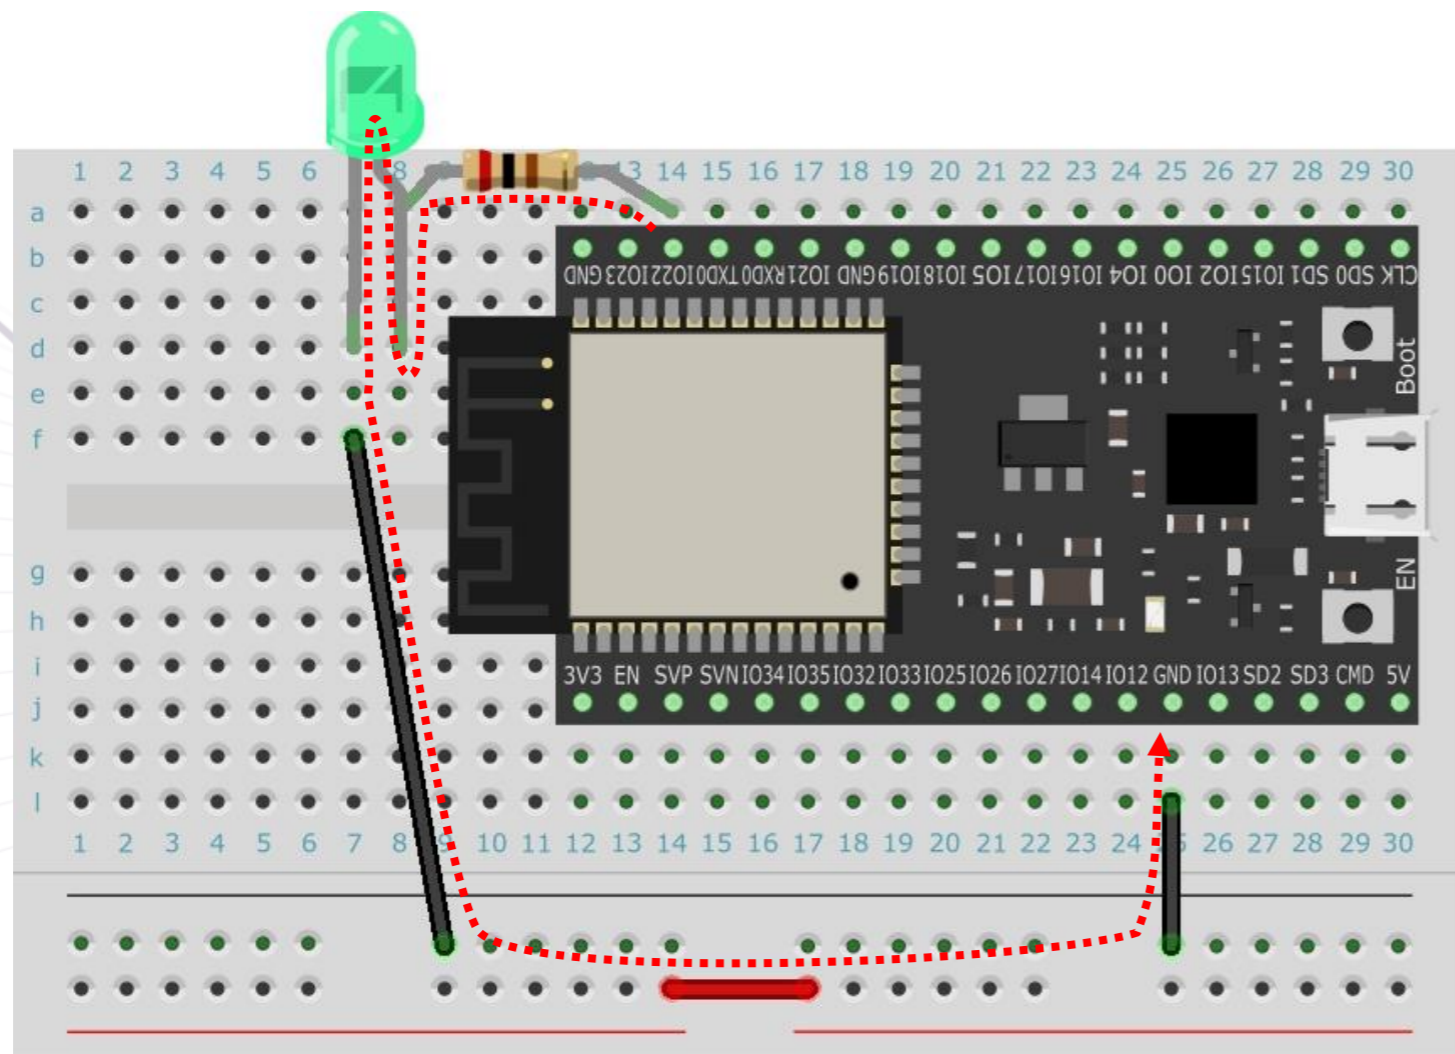 1 2 3 4 5 6 8 13 14 15 16 17 18 19 20 21 22 23 24 25 26 27 28 29 30
a
b
GND IO23 IO22 TXD0 RXD0 IO21 GND IO19 IO18 IO5 IO17 IO16 IO4 IO0 IO2 IO15 SD1 SD0 CLK
c
d
Boot
e
f
g
EN
h
i
3V3 EN SVP SVN IO34 IO35 IO32 IO33 IO25 IO26 IO27 IO14 IO12 GND IO13 SD2 SD3 CMD 5V
j
k
l
1 2 3 4 5 6 7 8 9 10 11 12 13 14 15 16 17 18 19 20 21 22 23 24 25 26 27 28 29 30